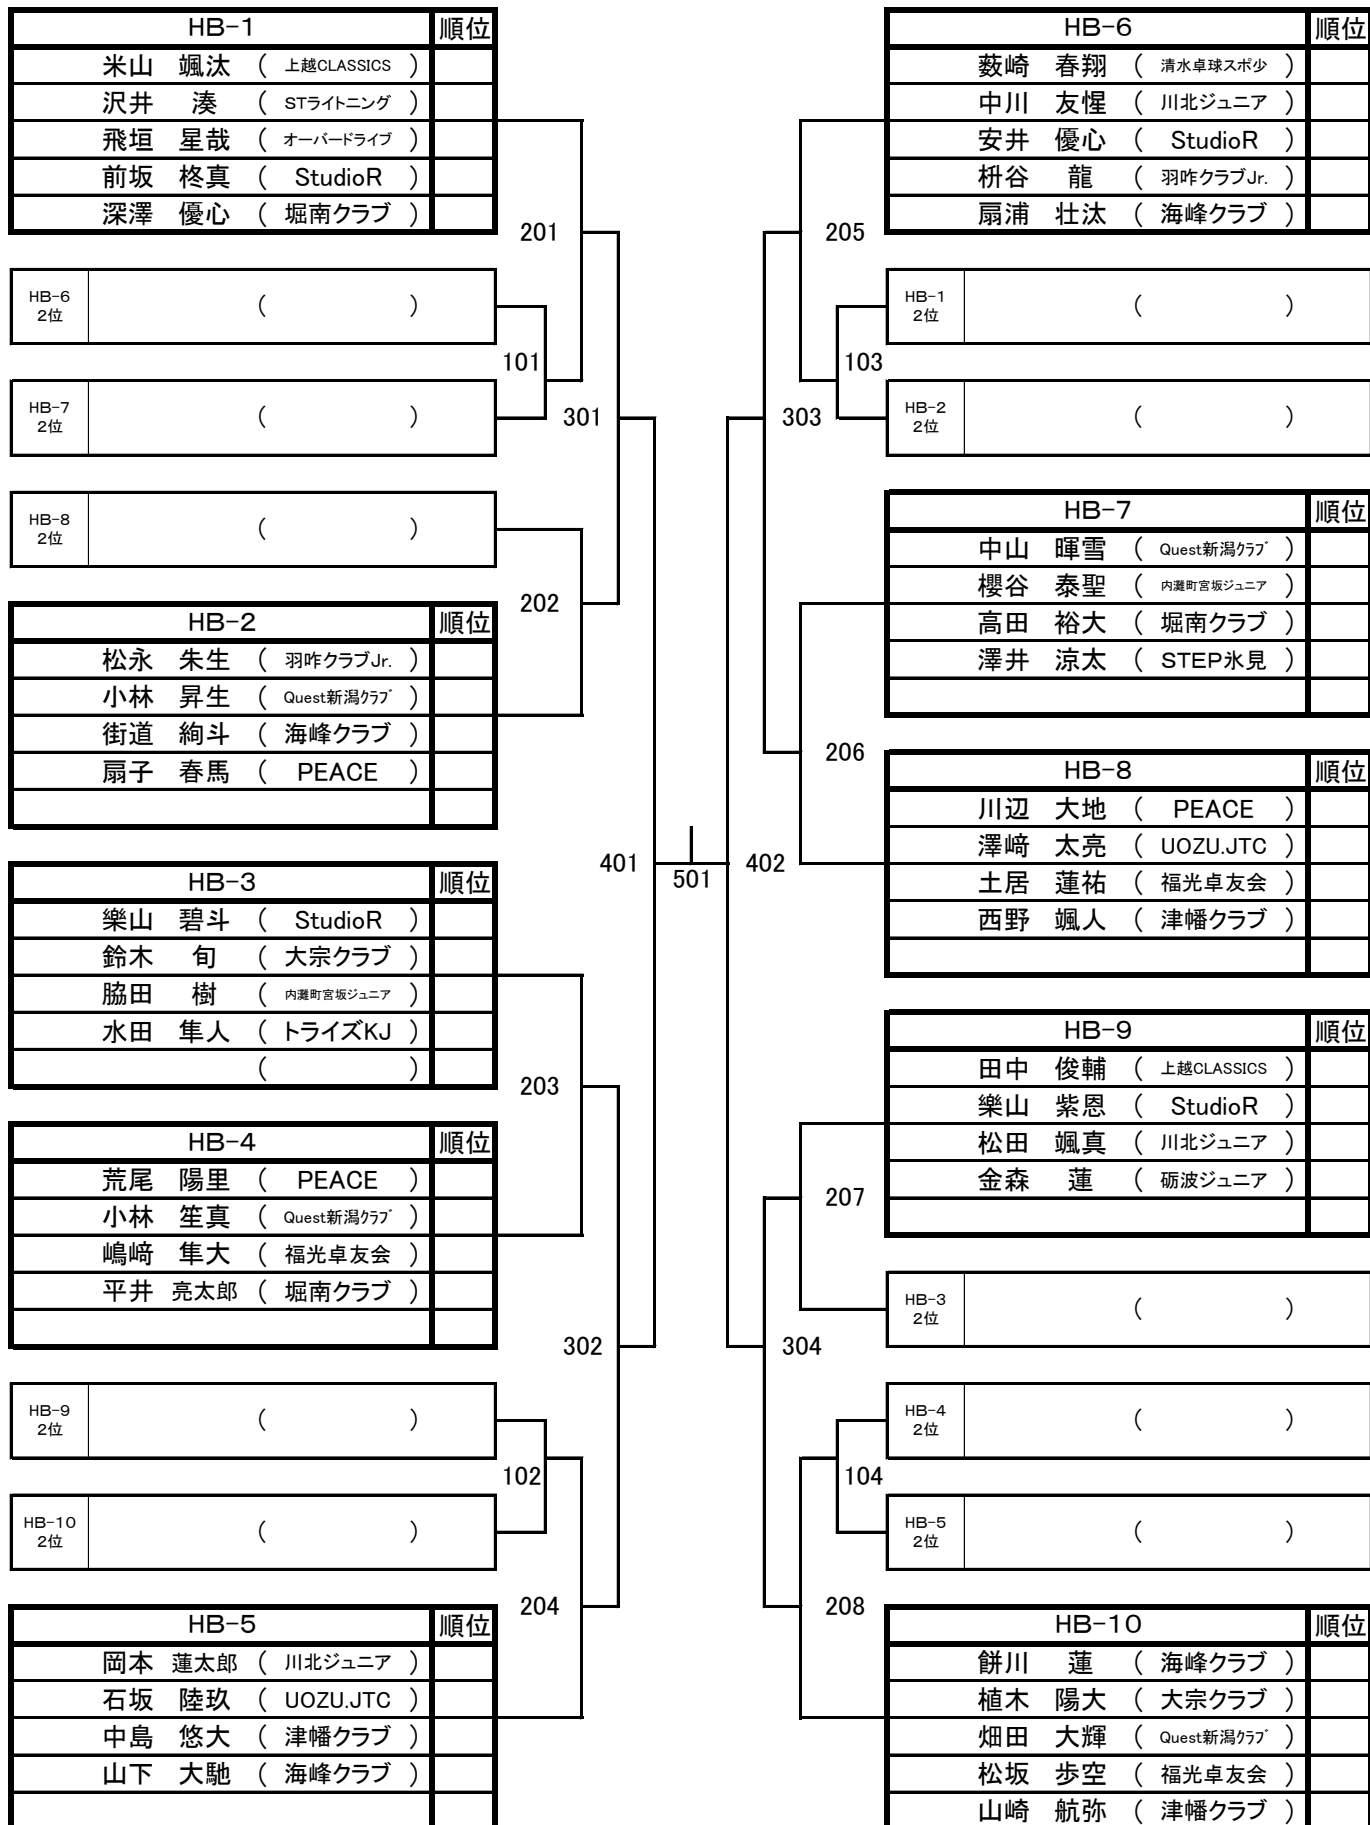 HB-1 順位
米山 颯汰 ( 上越CLASSICS )
沢井 湊 ( STライトニング )
飛垣 星哉 ( オーバードライブ )
前坂 柊真 ( StudioR )
深澤 優心 ( 堀南クラブ )
201
HB-6
2位 ( )
101
HB-7
2位 ( )
301
HB-8
2位 ( )
202
HB-2 順位
松永 朱生 ( 羽咋クラブJr. )
小林 昇生 ( Quest新潟クラブ )
街道 絢斗 ( 海峰クラブ )
扇子 春馬 ( PEACE )
401
HB-3 順位
樂山 碧斗 ( StudioR )
鈴木 旬 ( 大宗クラブ )
脇田 樹 ( 内灘町宮坂ジュニア )
水田 隼人 ( トライズKJ )
( )
203
HB-4 順位
荒尾 陽里 ( PEACE )
小林 笙真 ( Quest新潟クラブ )
嶋﨑 隼大 ( 福光卓友会 )
平井 亮太郎 ( 堀南クラブ )
302
HB-9
2位 ( )
102
HB-10
2位 ( )
204
HB-5 順位
岡本 蓮太郎 ( 川北ジュニア )
石坂 陸玖 ( UOZU.JTC )
中島 悠大 ( 津幡クラブ )
山下 大馳 ( 海峰クラブ )
501
HB-6 順位
薮崎 春翔 ( 清水卓球スポ少 )
中川 友惺 ( 川北ジュニア )
安井 優心 ( StudioR )
枡谷 龍 ( 羽咋クラブJr. )
扇浦 壮汰 ( 海峰クラブ )
205
HB-1
2位 ( )
103
HB-2
2位 ( )
303
HB-7 順位
中山 暉雪 ( Quest新潟クラブ )
櫻谷 泰聖 ( 内灘町宮坂ジュニア )
高田 裕大 ( 堀南クラブ )
澤井 涼太 ( STEP氷見 )
206
HB-8 順位
川辺 大地 ( PEACE )
澤﨑 太亮 ( UOZU.JTC )
土居 蓮祐 ( 福光卓友会 )
西野 颯人 ( 津幡クラブ )
402
HB-9 順位
田中 俊輔 ( 上越CLASSICS )
樂山 紫恩 ( StudioR )
松田 颯真 ( 川北ジュニア )
金森 蓮 ( 砺波ジュニア )
207
HB-3
2位 ( )
304
HB-4
2位 ( )
104
HB-5
2位 ( )
208
HB-10 順位
餅川 蓮 ( 海峰クラブ )
植木 陽大 ( 大宗クラブ )
畑田 大輝 ( Quest新潟クラブ )
松坂 歩空 ( 福光卓友会 )
山崎 航弥 ( 津幡クラブ )